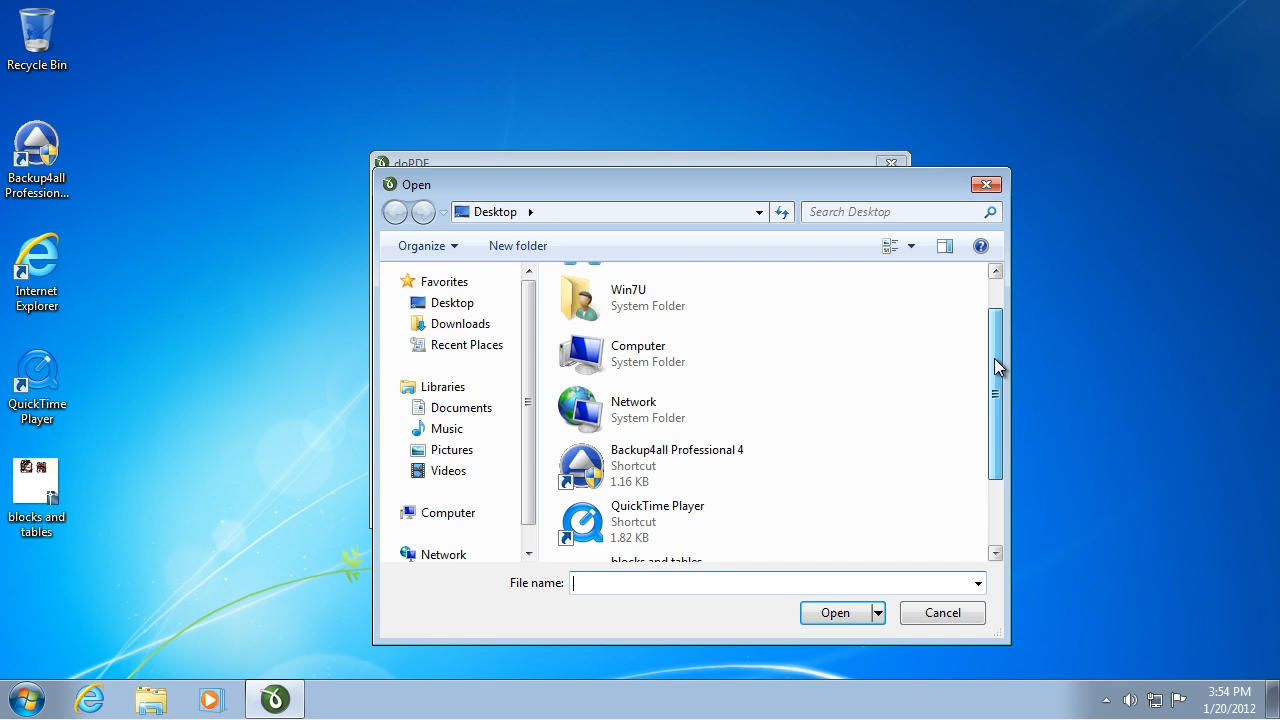 Recycle Bin
Backup4all
Profession...
Internet
Explorer
QuickTime
Player
blocks and
tables
doPDF
Open
Desktop
Search Desktop
Organize
New folder
Favorites
Desktop
Downloads
Recent Places
Libraries
Documents
Music
Pictures
Videos
Computer
Network
Win7U
System Folder
Computer
System Folder
Network
System Folder
Backup4all Professional 4
Shortcut
1.16 KB
QuickTime Player
Shortcut
1.82 KB
blocks and tables
File name:
Open
Cancel
3:54 PM
1/20/2012